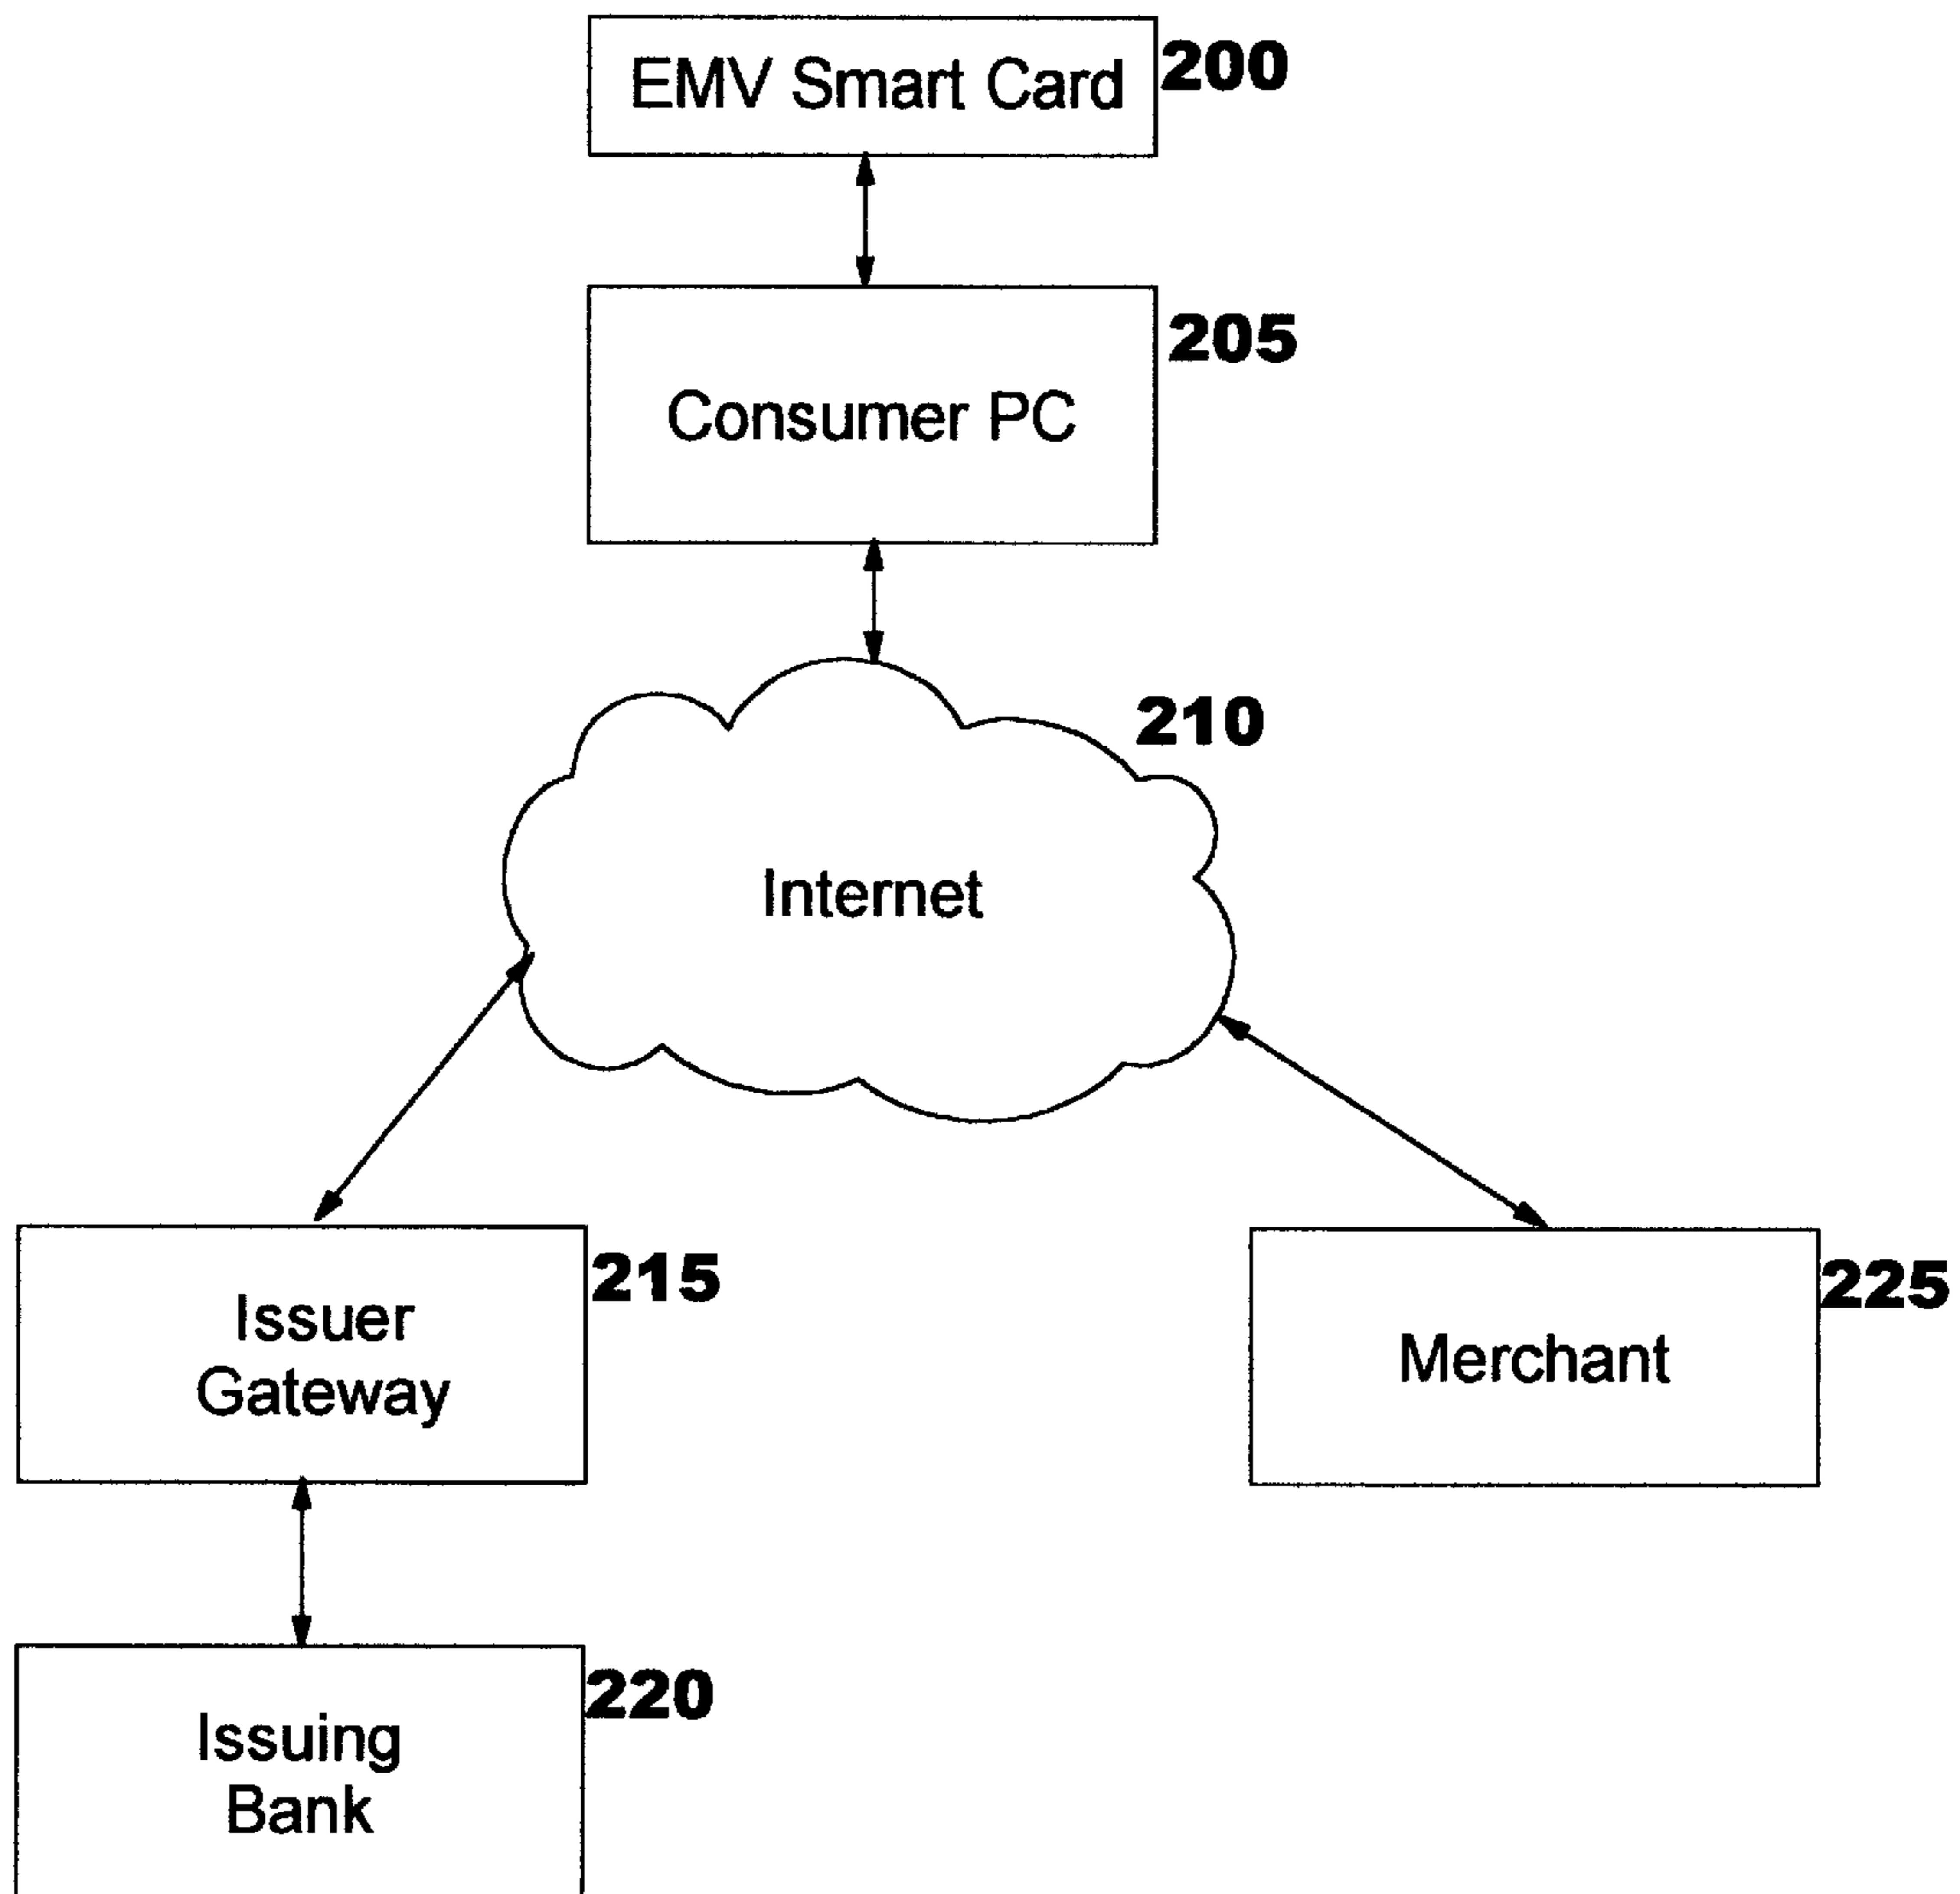 EMV Smart Card 200
205
Consumer PC
210
Internet
215
Issuer
Gateway
225
Merchant
220
Issuing
Bank